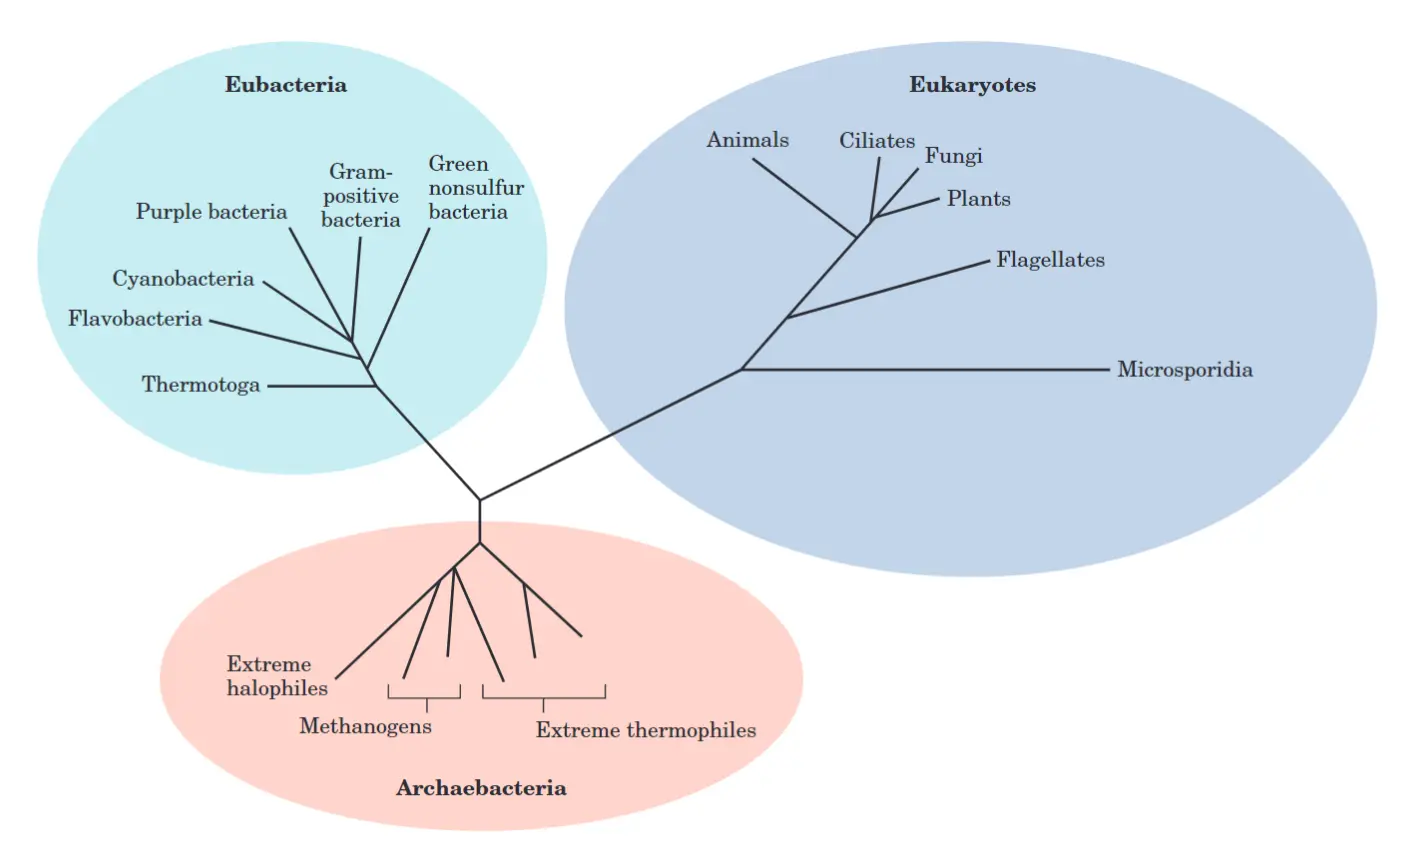 Eubacteria
Gram-
positive
bacteria
Green
nonsulfur
bacteria
Purple bacteria
Cyanobacteria
Flavobacteria
Thermotoga
Eukaryotes
Animals
Ciliates
Fungi
Plants
Flagellates
Microsporidia
Extreme
halophiles
Methanogens
Extreme thermophiles
Archaebacteria